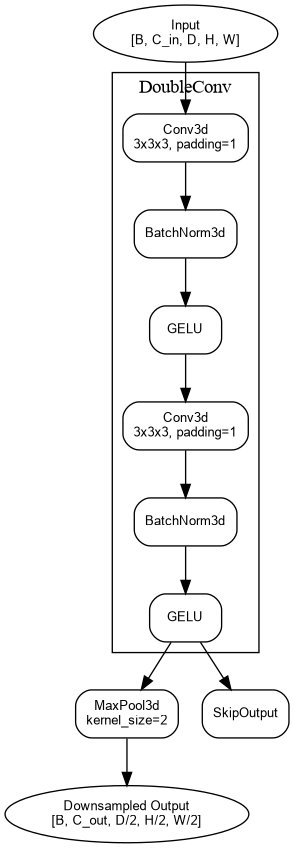 Input
[B, C_in, D, H, W]
DoubleConv
Conv3d
3x3x3, padding=1
BatchNorm3d
GELU
Conv3d
3x3x3, padding=1
BatchNorm3d
GELU
MaxPool3d
kernel_size=2
SkipOutput
Downsampled Output
[B, C_out, D/2, H/2, W/2]